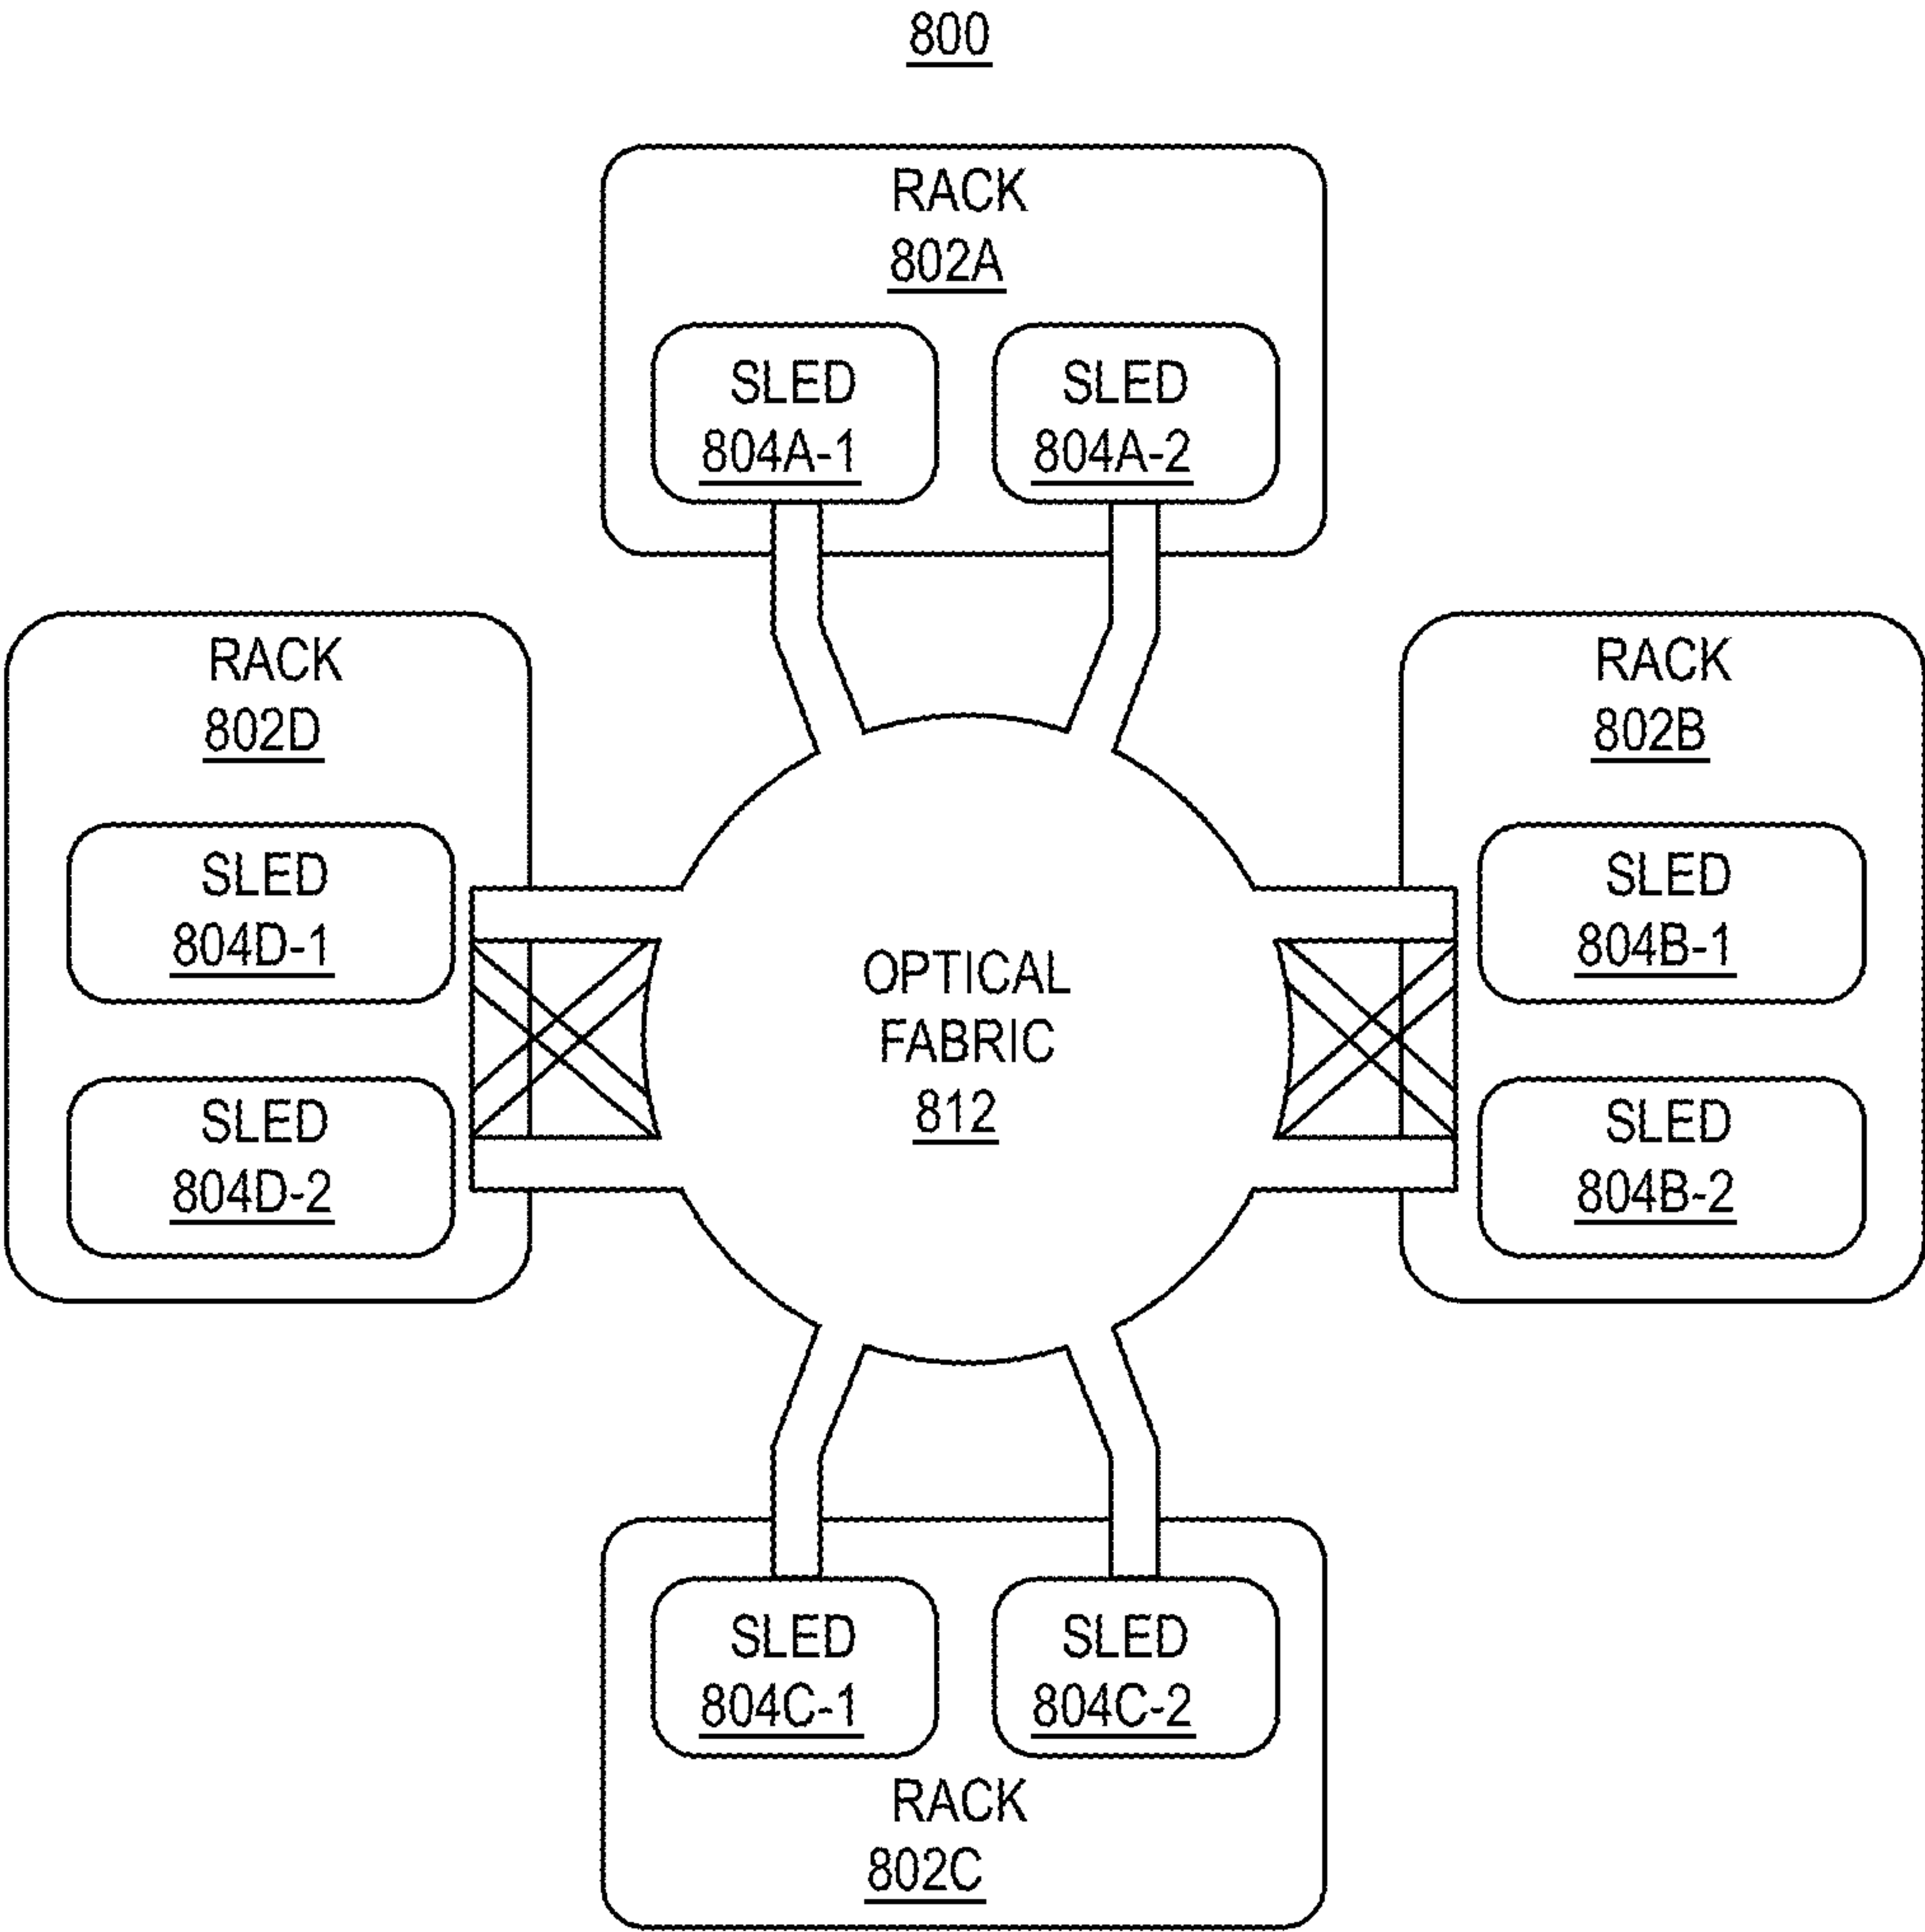 800
RACK
802A
SLED
804A-1
SLED
804A-2
RACK
802D
SLED
804D-1
SLED
804D-2
OPTICAL
FABRIC
812
RACK
802B
SLED
804B-1
SLED
804B-2
SLED
804C-1
SLED
804C-2
RACK
802C